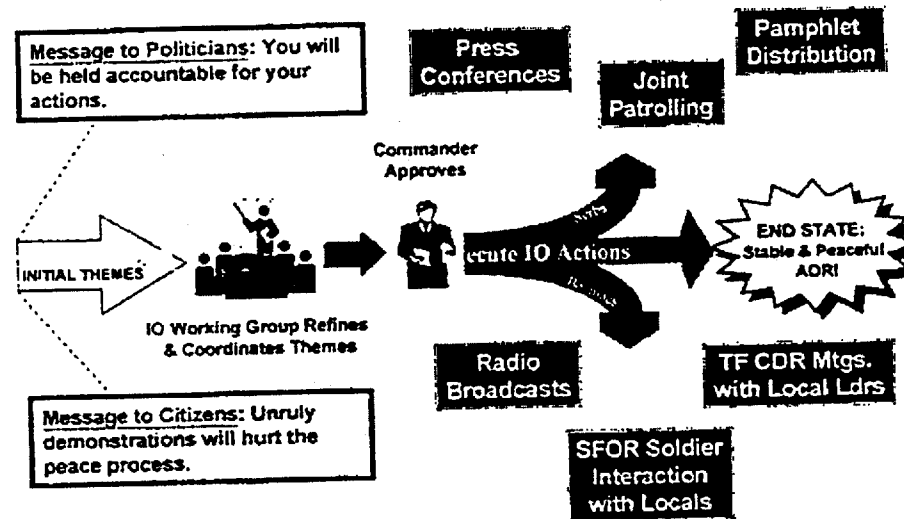 Message to Politicians: You will
be held accountable for your
actions.
Press
Conferences
Pamphlet
Distribution
Joint
Patrolling
Commander
Approves
INITIAL THEMES
IO Working Group Refines
& Coordinates Themes
ecute IO Actions
END STATE:
Stable & Peaceful
AOR!
Message to Citizens: Unruly
demonstrations will hurt the
peace process.
Radio
Broadcasts
TF CDR Mtgs.
with Local Ldrs
SFOR Soldier
Interaction
with Locals